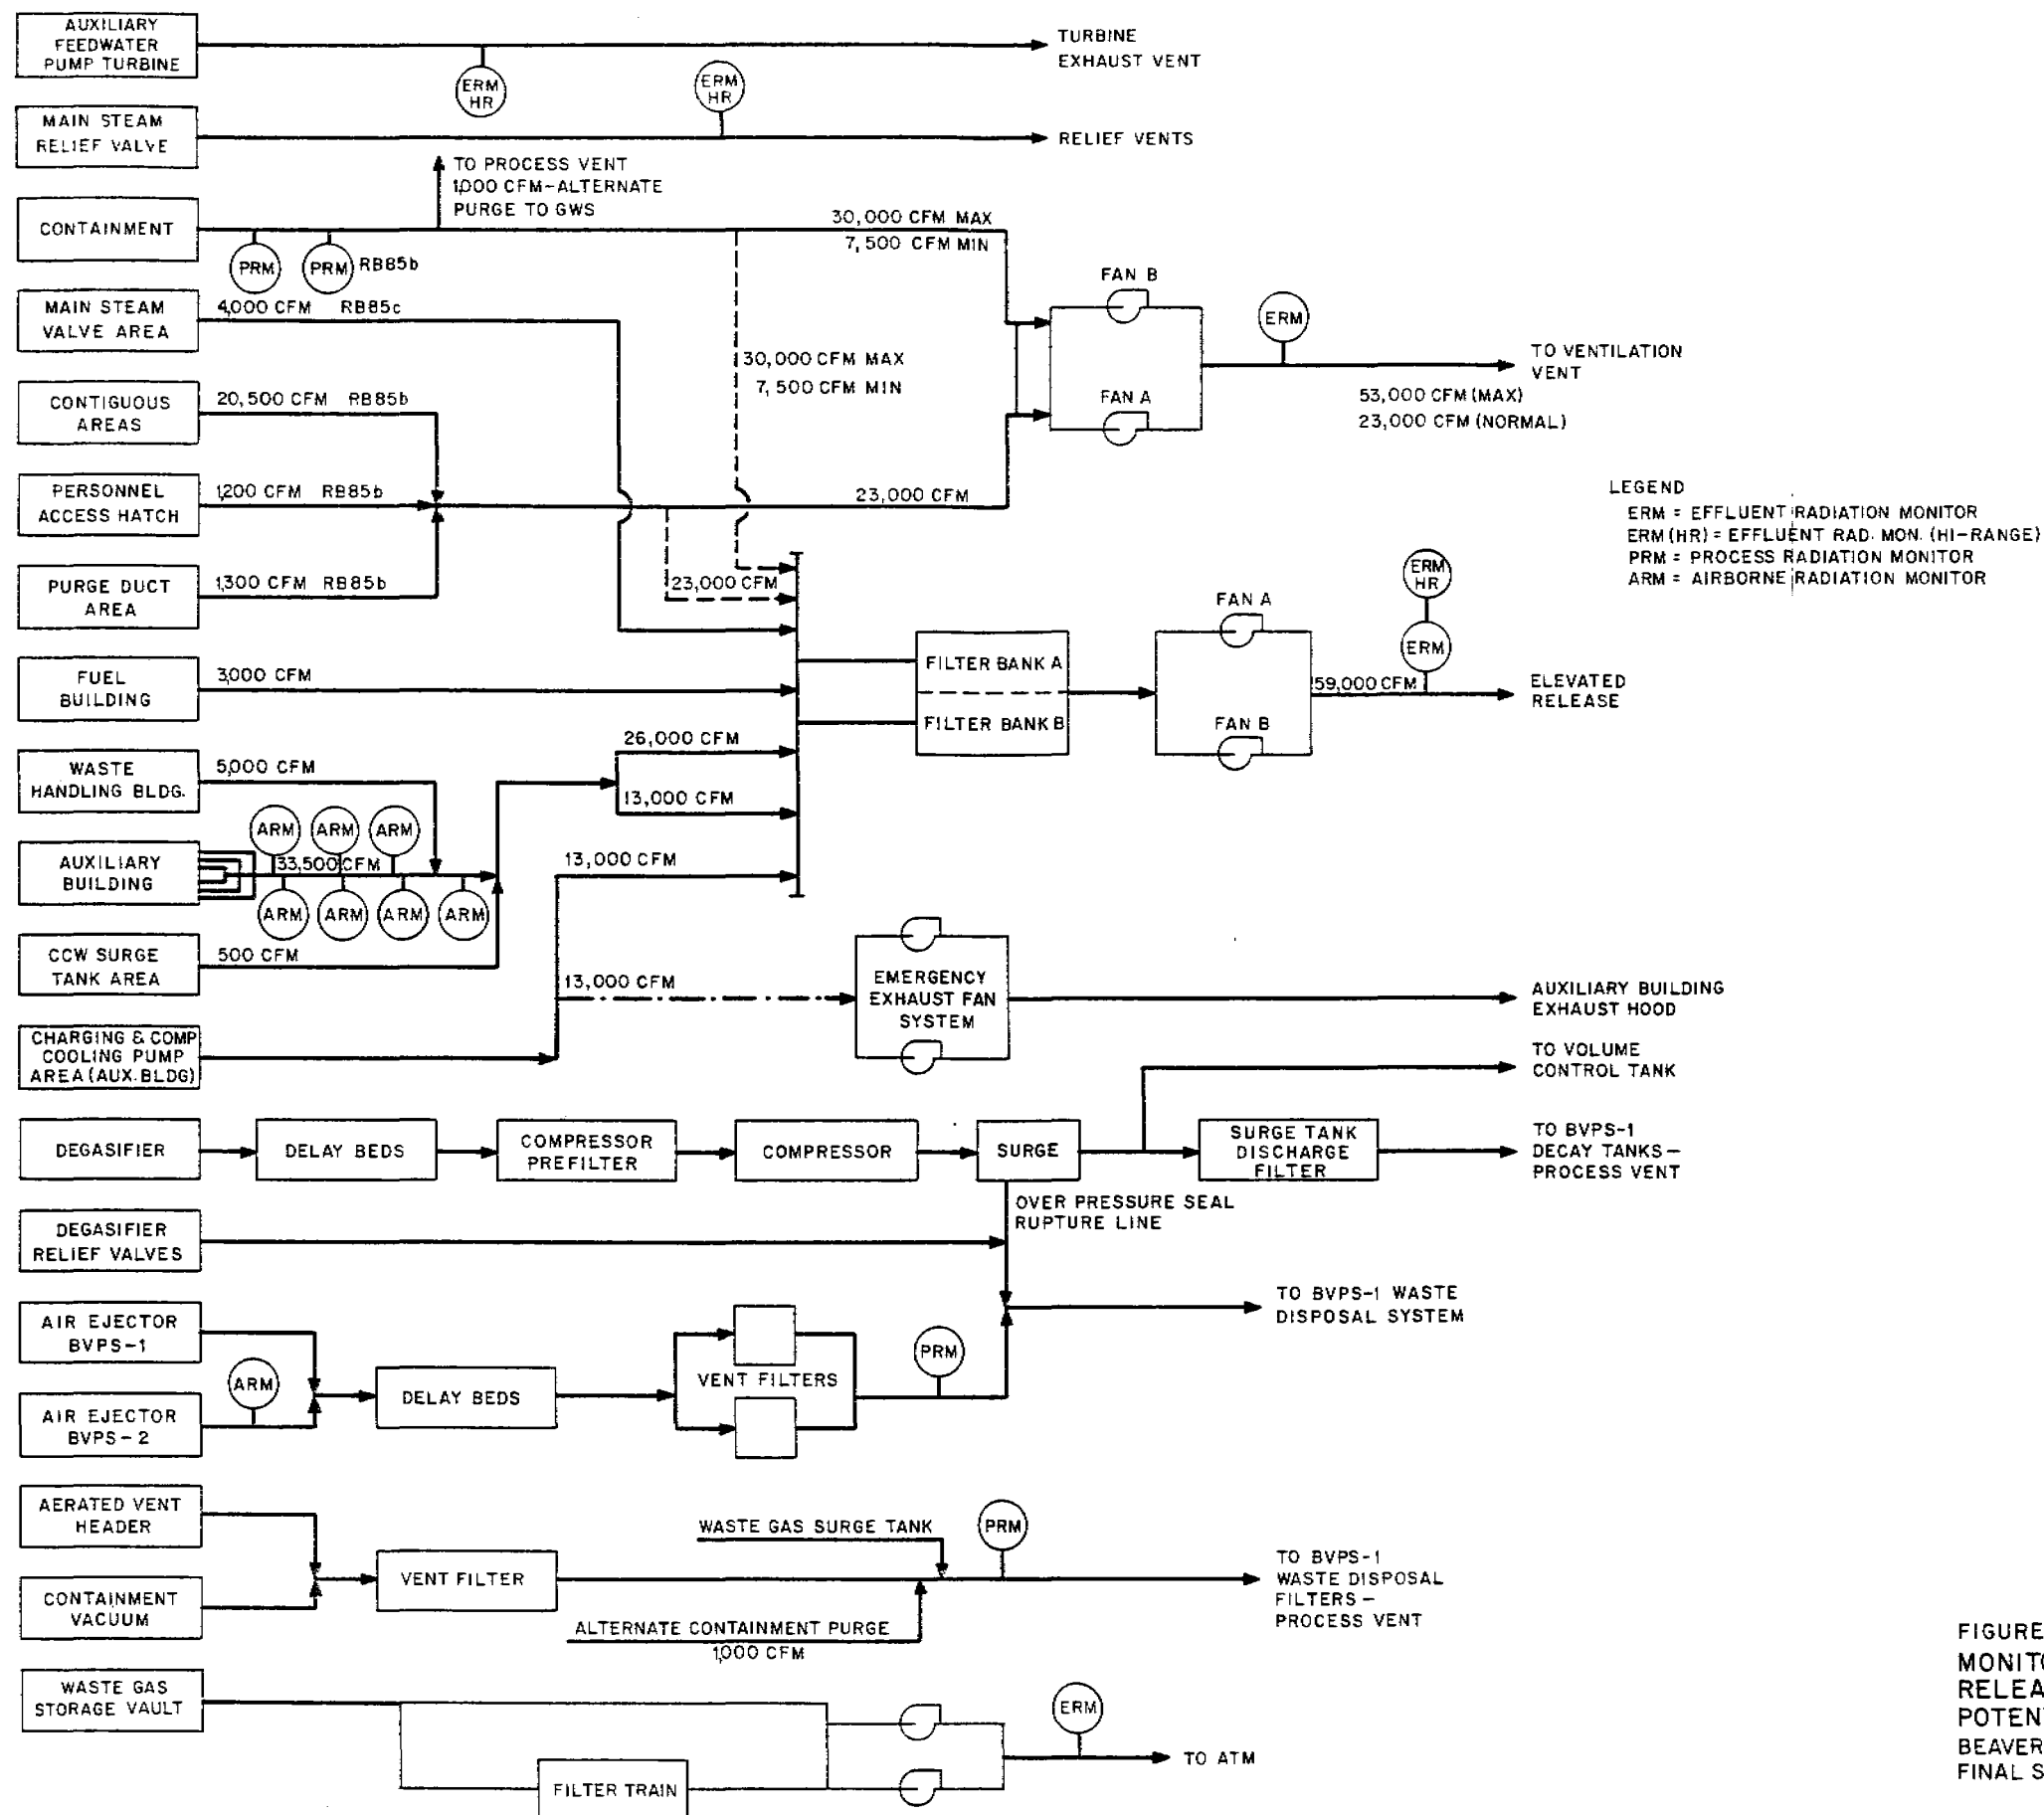 AUXILIARY
FEEDWATER
PUMP TURBINE
ERM
HR
TURBINE
EXHAUST VENT
MAIN STEAM
RELIEF VALVE
ERM
HR
RELIEF VENTS
TO PROCESS VENT
1,000 CFM-ALTERNATE
PURGE TO GWS
CONTAINMENT
PRM
PRM
RB85b
30,000 CFM MAX
7,500 CFM MIN
MAIN STEAM
VALVE AREA
4,000 CFM RB85c
30,000 CFM MAX
7,500 CFM MIN
FAN B
FAN A
ERM
TO VENTILATION
VENT
53,000 CFM (MAX)
23,000 CFM (NORMAL)
CONTIGUOUS
AREAS
20,500 CFM RB85b
PERSONNEL
ACCESS HATCH
1,200 CFM RB85b
23,000 CFM
PURGE DUCT
AREA
1,300 CFM RB85b
23,000 CFM
LEGEND
ERM = EFFLUENT RADIATION MONITOR
ERM (HR) = EFFLUENT RAD. MON. (HI-RANGE)
PRM = PROCESS RADIATION MONITOR
ARM = AIRBORNE RADIATION MONITOR
FUEL
BUILDING
3,000 CFM
FILTER BANK A
FILTER BANK B
FAN A
FAN B
59,000 CFM
ERM
HR
ERM
ELEVATED
RELEASE
WASTE
HANDLING BLDG.
5,000 CFM
26,000 CFM
13,000 CFM
AUXILIARY
BUILDING
ARM
ARM
ARM
33,500 CFM
ARM
ARM
ARM
ARM
13,000 CFM
CCW SURGE
TANK AREA
500 CFM
13,000 CFM
EMERGENCY
EXHAUST FAN
SYSTEM
AUXILIARY BUILDING
EXHAUST HOOD
CHARGING & COMP
COOLING PUMP
AREA (AUX. BLDG)
TO VOLUME
CONTROL TANK
DEGASIFIER
DELAY BEDS
COMPRESSOR
PREFILTER
COMPRESSOR
SURGE
SURGE TANK
DISCHARGE
FILTER
TO BVPS-1
DECAY TANKS-
PROCESS VENT
OVER PRESSURE SEAL
RUPTURE LINE
DEGASIFIER
RELIEF VALVES
TO BVPS-1 WASTE
DISPOSAL SYSTEM
AIR EJECTOR
BVPS-1
AIR EJECTOR
BVPS-2
ARM
DELAY BEDS
VENT FILTERS
PRM
AERATED VENT
HEADER
CONTAINMENT
VACUUM
VENT FILTER
WASTE GAS SURGE TANK
PRM
ALTERNATE CONTAINMENT PURGE
1,000 CFM
TO BVPS-1
WASTE DISPOSAL
FILTERS-
PROCESS VENT
WASTE GAS
STORAGE VAULT
FILTER TRAIN
ERM
TO ATM
FIGURE
MONITO
RELEA
POTEN
BEAVER
FINAL S